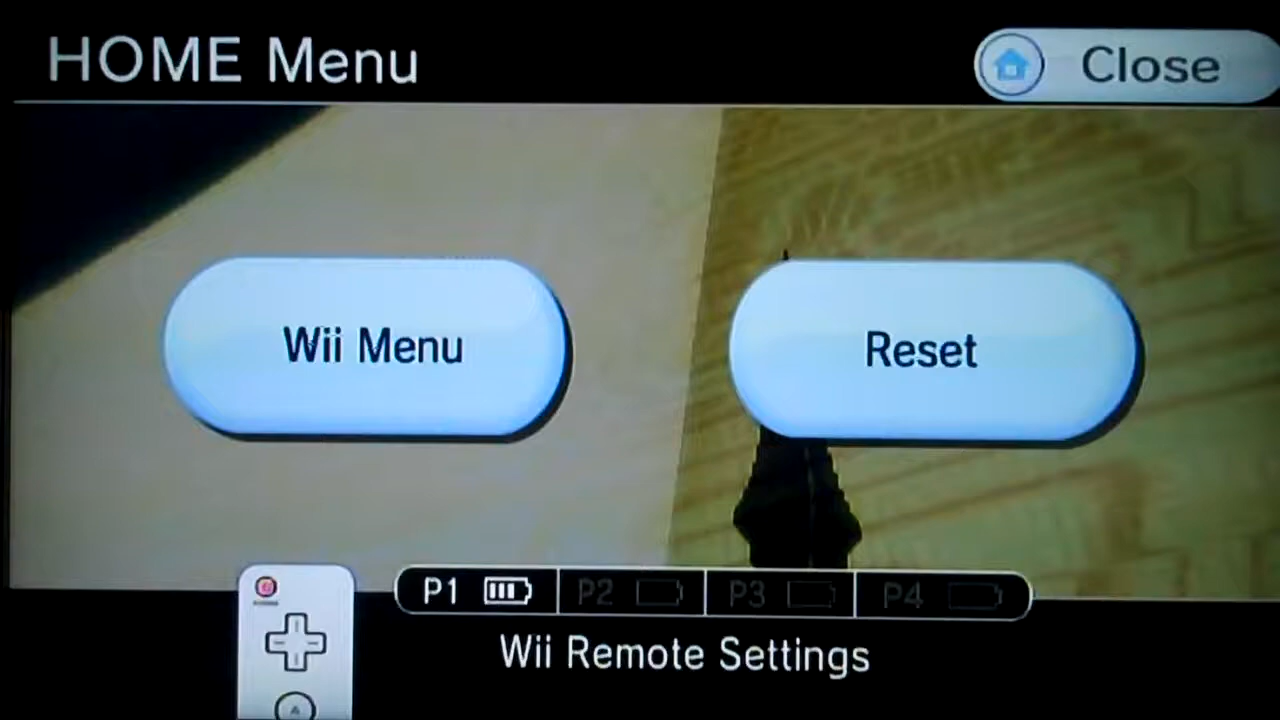 HOME Menu
Close
Wii Menu
Reset
P1
P2
P3
P4
Wii Remote Settings
A